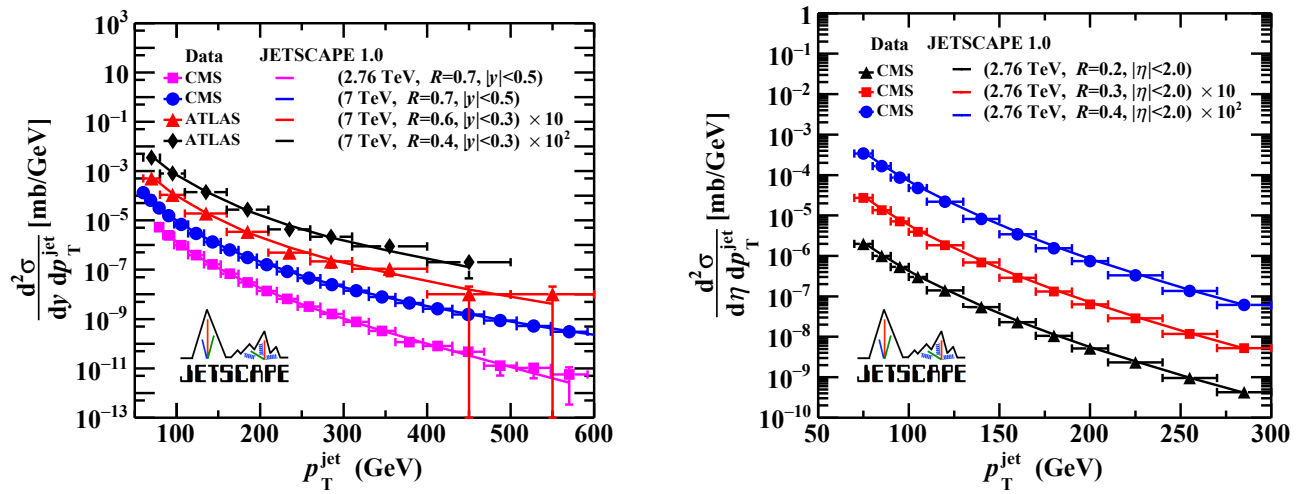 10^5
10^3
10
10^-1
10^-3
10^-5
10^-7
10^-9
10^-11
10^-13
d²σ
dy dp_T^jet
[mb/GeV]
Data JETSCAPE 1.0
CMS (2.76 TeV, R=0.7, |y|<0.5)
CMS (7 TeV, R=0.7, |y|<0.5)
ATLAS (7 TeV, R=0.6, |y|<0.3) × 10
ATLAS (7 TeV, R=0.4, |y|<0.3) × 10²
JETSCAPE
100 200 300 400 500 600
p_T^jet (GeV)
1
10^-1
10^-2
10^-3
10^-4
10^-5
10^-6
10^-7
10^-8
10^-9
10^-10
d²σ
dη dp_T^jet
[mb/GeV]
Data JETSCAPE 1.0
CMS (2.76 TeV, R=0.2, |η|<2.0)
CMS (2.76 TeV, R=0.3, |η|<2.0) × 10
CMS (2.76 TeV, R=0.4, |η|<2.0) × 10²
JETSCAPE
50 100 150 200 250 300
p_T^jet (GeV)